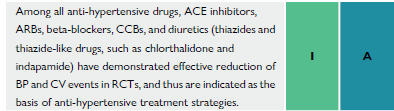 Among all anti-hypertensive drugs, ACE inhibitors,
ARBs, beta-blockers, CCBs, and diuretics (thiazides and
thiazide-like drugs, such as chlorthalidone and
indapamide) have demonstrated effective reduction of
BP and CV events in RCTs, and thus are indicated as the
basis of anti-hypertensive treatment strategies.
I
A